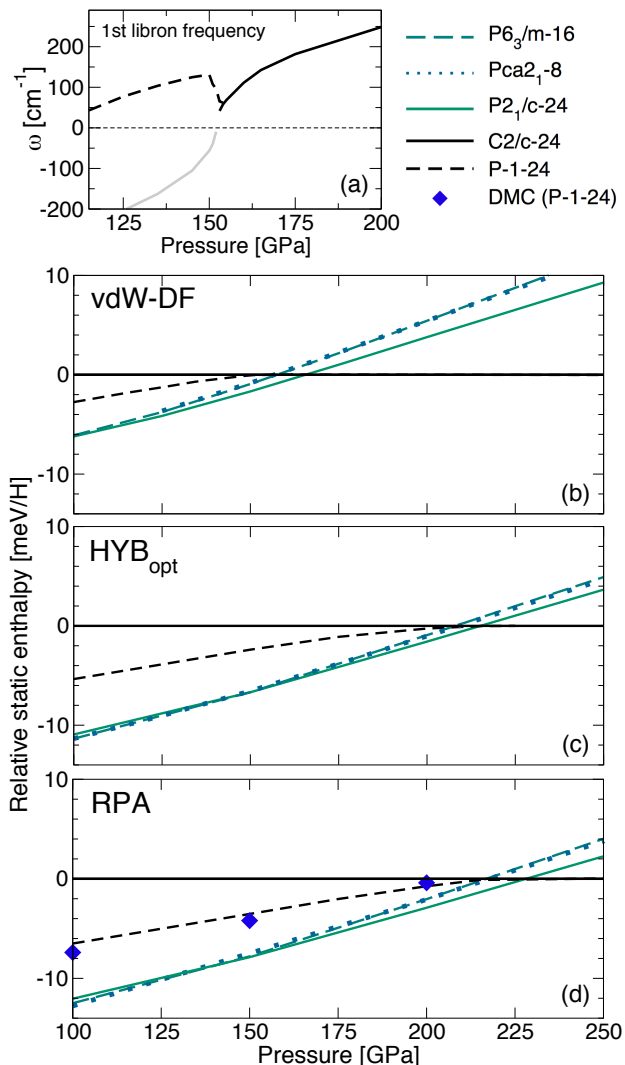 1st libron frequency
200
100
0
-100
-200
ω [cm⁻¹]
(a)
125 150 175 200
Pressure [GPa]
P6₃/m-16
Pca2₁-8
P2₁/c-24
C2/c-24
P-1-24
DMC (P-1-24)
Relative static enthalpy [meV/H]
10
vdW-DF
0
-10
(b)
10
HYBopt
0
-10
(c)
10
RPA
0
-10
(d)
100 125 150 175 200 225 250
Pressure [GPa]